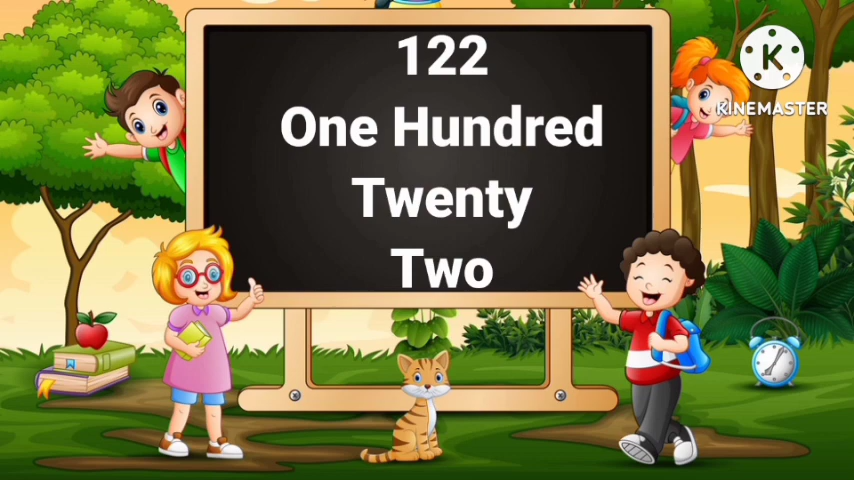 122
One Hundred
Twenty
Two
K
KINEMASTER